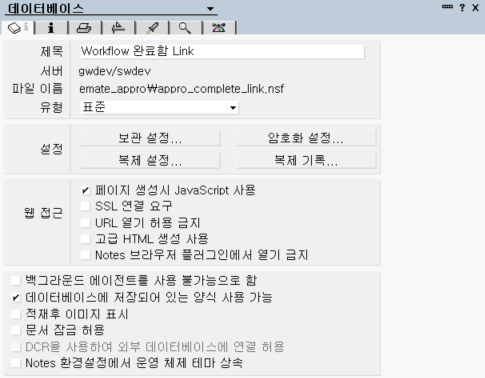 데이터베이스
? X
i
제목 Workflow 완료함 Link
서버 gwdev/swdev
파일 이름 emate_appro₩appro_complete_link.nsf
유형 표준
설정
보관 설정... 암호화 설정...
복제 설정... 복제 기록...
웹 접근
페이지 생성시 JavaScript 사용
SSL 연결 요구
URL 열기 허용 금지
고급 HTML 생성 사용
Notes 브라우저 플러그인에서 열기 금지
백그라운드 에이전트를 사용 불가능으로 함
데이터베이스에 저장되어 있는 양식 사용 가능
적재후 이미지 표시
문서 잠금 허용
DCR를 사용하여 외부 데이터베이스에 연결 허용
Notes 환경설정에서 운영 체제 테마 상속